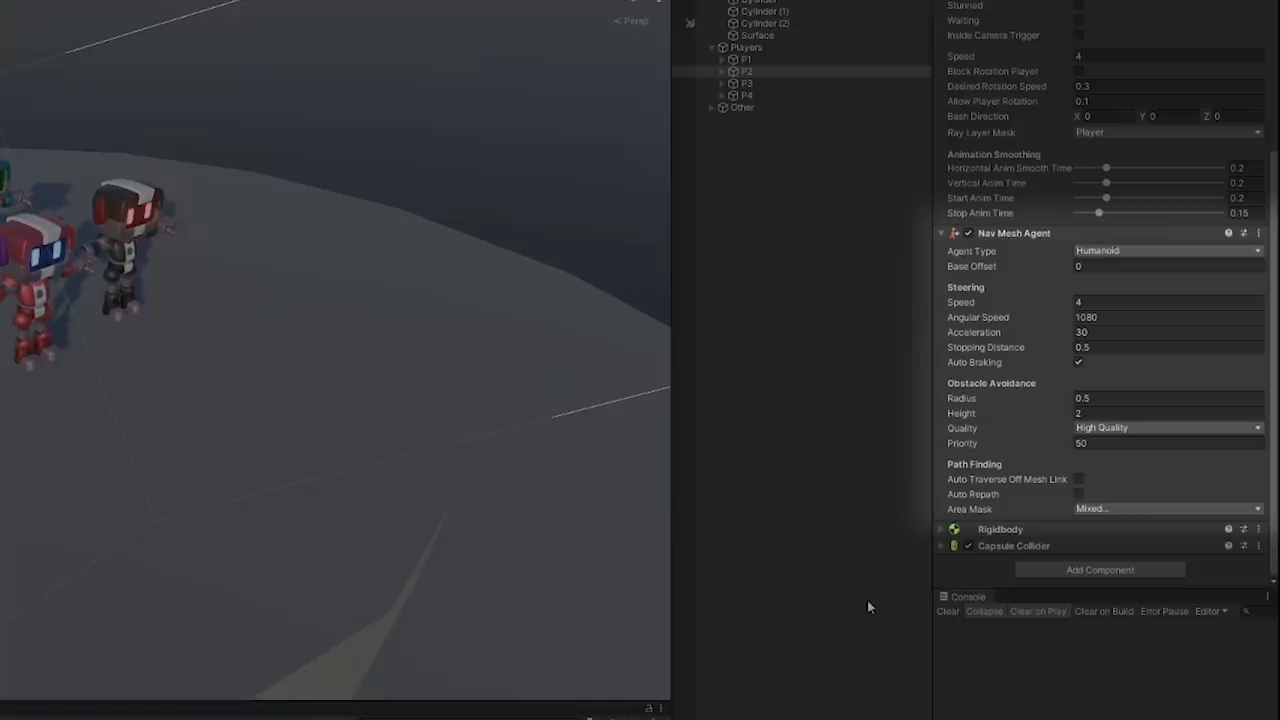 < Persp
Cylinder
Cylinder (1)
Cylinder (2)
Surface
Players
P1
P2
P3
P4
Other
Stunned
Waiting
Inside Camera Trigger
Speed 4
Block Rotation Player
Desired Rotation Speed 0.3
Allow Player Rotation 0.1
Bash Direction X 0 Y 0 Z 0
Ray Layer Mask Player
Animation Smoothing
Horizontal Anim Smooth Time 0.2
Vertical Anim Time 0.2
Start Anim Time 0.2
Stop Anim Time 0.15
Nav Mesh Agent
Agent Type Humanoid
Base Offset 0
Steering
Speed 4
Angular Speed 1080
Acceleration 30
Stopping Distance 0.5
Auto Braking
Obstacle Avoidance
Radius 0.5
Height 2
Quality High Quality
Priority 50
Path Finding
Auto Traverse Off Mesh Link
Auto Repath
Area Mask Mixed...
Rigidbody
Capsule Collider
Add Component
Console
Clear Collapse Clear on Play Clear on Build Error Pause Editor